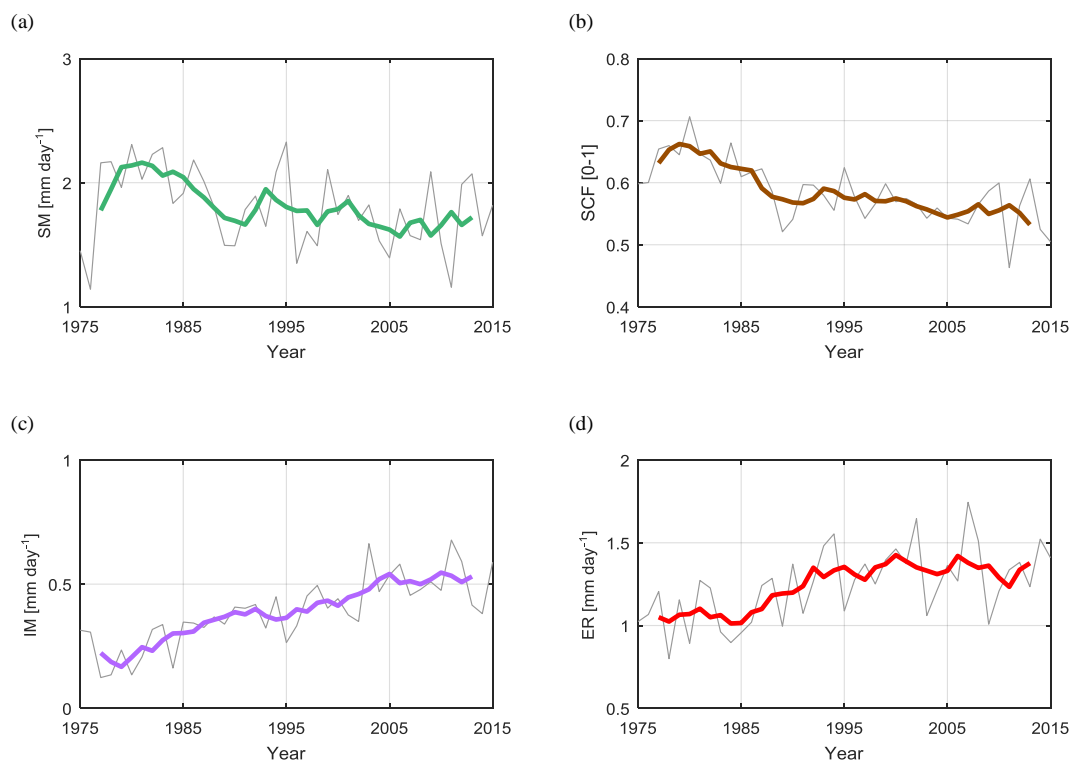 (a)
(b)
3
2
1
SM [mm day-1]
1975 1985 1995 2005 2015
Year
0.8
0.7
0.6
0.5
0.4
SCF [0-1]
1975 1985 1995 2005 2015
Year
(c)
(d)
1
0.5
0
IM [mm day-1]
1975 1985 1995 2005 2015
Year
2
1.5
1
0.5
ER [mm day-1]
1975 1985 1995 2005 2015
Year